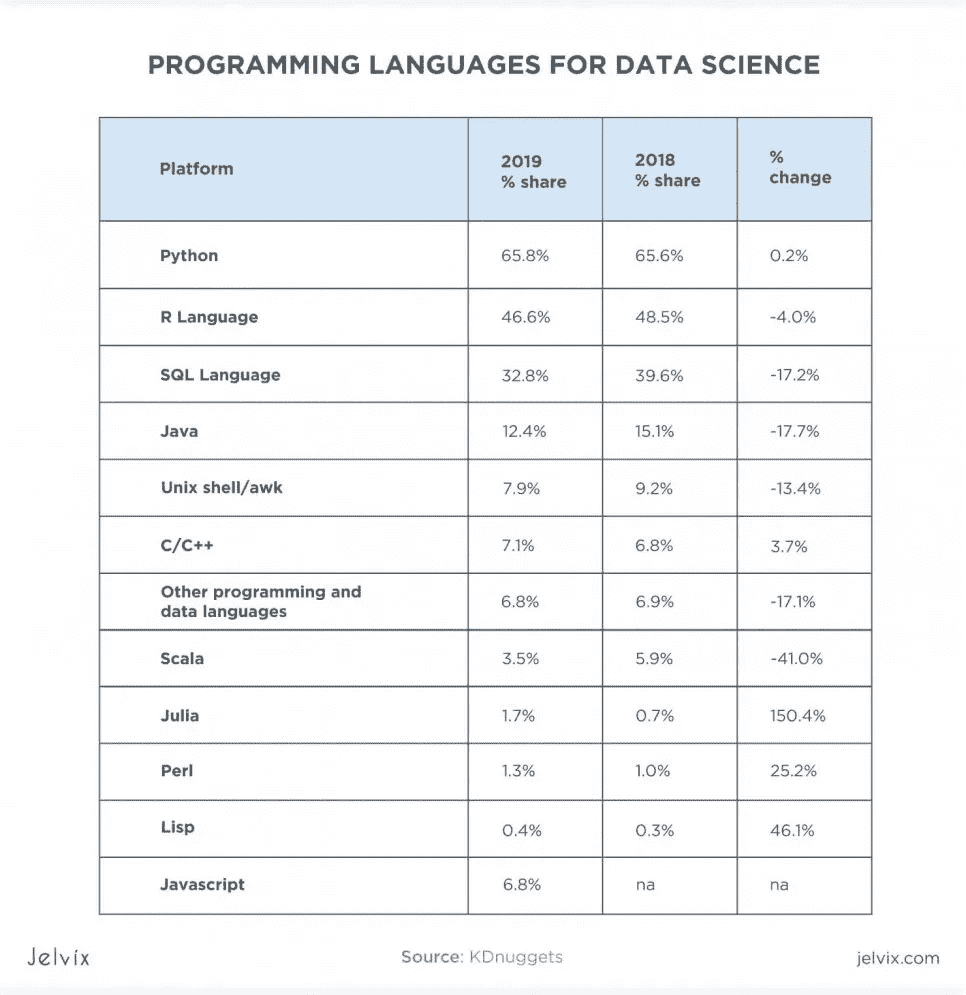 PROGRAMMING LANGUAGES FOR DATA SCIENCE
Platform 2019 % share 2018 % share % change
Python 65.8% 65.6% 0.2%
R Language 46.6% 48.5% -4.0%
SQL Language 32.8% 39.6% -17.2%
Java 12.4% 15.1% -17.7%
Unix shell/awk 7.9% 9.2% -13.4%
C/C++ 7.1% 6.8% 3.7%
Other programming and data languages 6.8% 6.9% -17.1%
Scala 3.5% 5.9% -41.0%
Julia 1.7% 0.7% 150.4%
Perl 1.3% 1.0% 25.2%
Lisp 0.4% 0.3% 46.1%
Javascript 6.8% na na
Jelvix Source: KDnuggets jelvix.com